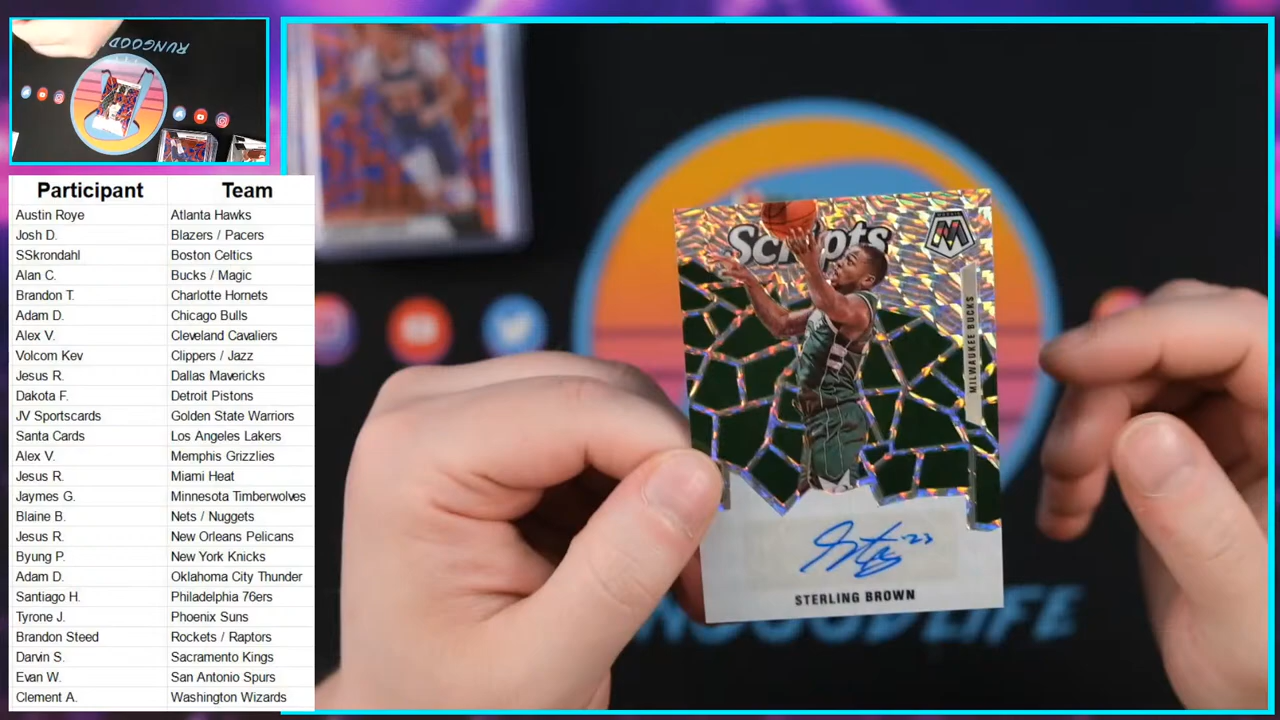 RUNGOODL
Participant Team
Austin Roye Atlanta Hawks
Josh D. Blazers / Pacers
SSkrondahl Boston Celtics
Alan C. Bucks / Magic
Brandon T. Charlotte Hornets
Adam D. Chicago Bulls
Alex V. Cleveland Cavaliers
Volcom Kev Clippers / Jazz
Jesus R. Dallas Mavericks
Dakota F. Detroit Pistons
JV Sportscards Golden State Warriors
Santa Cards Los Angeles Lakers
Alex V. Memphis Grizzlies
Jesus R. Miami Heat
Jaymes G. Minnesota Timberwolves
Blaine B. Nets / Nuggets
Jesus R. New Orleans Pelicans
Byung P. New York Knicks
Adam D. Oklahoma City Thunder
Santiago H. Philadelphia 76ers
Tyrone J. Phoenix Suns
Brandon Steed Rockets / Raptors
Darvin S. Sacramento Kings
Evan W. San Antonio Spurs
Clement A. Washington Wizards
Scripts
MOSAIC
MILWAUKEE BUCKS
STERLING BROWN
NGOODLIFE